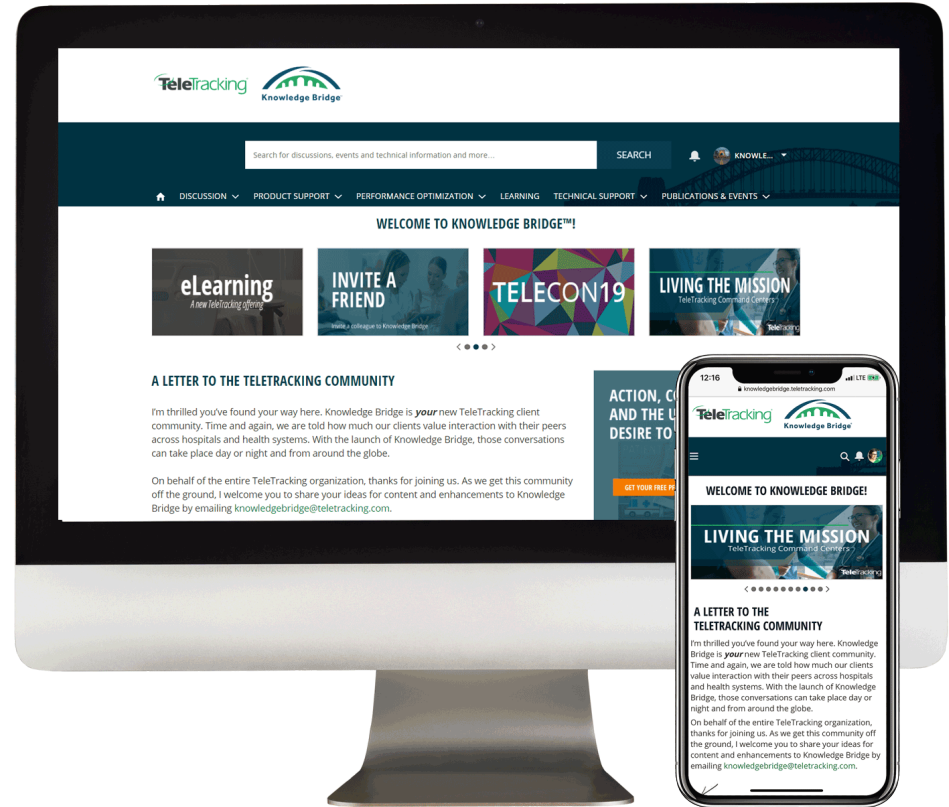 TeleTracking
Knowledge Bridge
Search for discussions, events and technical information and more...
SEARCH
KNOWLE...
DISCUSSION
PRODUCT SUPPORT
PERFORMANCE OPTIMIZATION
LEARNING
TECHNICAL SUPPORT
PUBLICATIONS & EVENTS
WELCOME TO KNOWLEDGE BRIDGE™!
eLearning
A new TeleTracking offering
INVITE A
FRIEND
Invite a colleague to Knowledge Bridge
TELECON19
LIVING THE MISSION
TeleTracking Command Centers
TeleTracking
A LETTER TO THE TELETRACKING COMMUNITY
I'm thrilled you've found your way here. Knowledge Bridge is your new TeleTracking client
community. Time and again, we are told how much our clients value interaction with their peers
across hospitals and health systems. With the launch of Knowledge Bridge, those conversations
can take place day or night and from around the globe.
On behalf of the entire TeleTracking organization, thanks for joining us. As we get this community
off the ground, I welcome you to share your ideas for content and enhancements to Knowledge
Bridge by emailing knowledgebridge@teletracking.com.
ACTION, C
AND THE U
DESIRE TO
GET YOUR FREE
12:16
LTE
knowledgebridge.teletracking.com
TeleTracking
Knowledge Bridge
WELCOME TO KNOWLEDGE BRIDGE!
LIVING THE MISSION
TeleTracking Command Centers
TeleTracking
A LETTER TO THE
TELETRACKING COMMUNITY
I'm thrilled you've found your way here. Knowledge
Bridge is your new TeleTracking client community.
Time and again, we are told how much our clients
value interaction with their peers across hospitals
and health systems. With the launch of Knowledge
Bridge, those conversations can take place day or
night and from around the globe.
On behalf of the entire TeleTracking organization,
thanks for joining us. As we get this community off
the ground, I welcome you to share your ideas for
content and enhancements to Knowledge Bridge by
emailing knowledgebridge@teletracking.com.